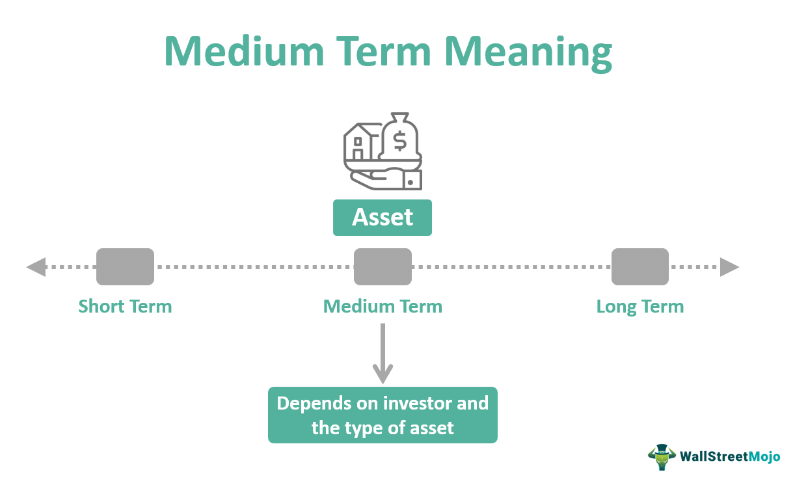 Medium Term Meaning
$
Asset
Short Term
Medium Term
Long Term
Depends on investor and
the type of asset
WallStreetMojo